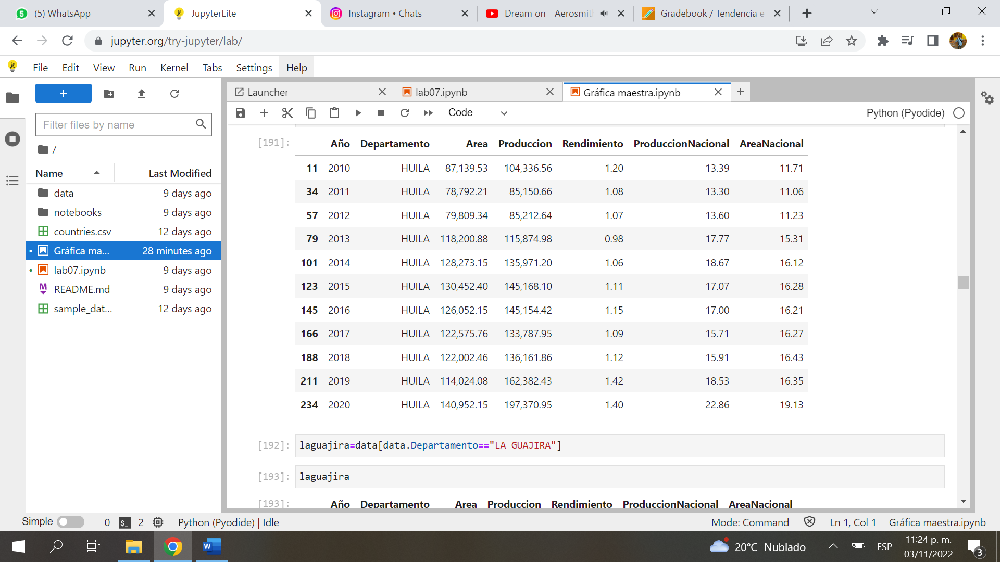 (5) WhatsApp
JupyterLite
Instagram • Chats
Dream on - Aerosmit
Gradebook / Tendencia e
jupyter.org/try-jupyter/lab/
File Edit View Run Kernel Tabs Settings Help
Launcher
lab07.ipynb
Gráfica maestra.ipynb
Filter files by name
/
Name Last Modified
data 9 days ago
notebooks 9 days ago
countries.csv 12 days ago
Gráfica ma... 28 minutes ago
lab07.ipynb 9 days ago
README.md 9 days ago
sample_dat... 12 days ago
Code
Python (Pyodide)
[191]:
Año Departamento Area Produccion Rendimiento ProduccionNacional AreaNacional
11 2010 HUILA 87,139.53 104,336.56 1.20 13.39 11.71
34 2011 HUILA 78,792.21 85,150.66 1.08 13.30 11.06
57 2012 HUILA 79,809.34 85,212.64 1.07 13.60 11.23
79 2013 HUILA 118,200.88 115,874.98 0.98 17.77 15.31
101 2014 HUILA 128,273.15 135,971.20 1.06 18.67 16.12
123 2015 HUILA 130,452.40 145,168.10 1.11 17.07 16.28
145 2016 HUILA 126,052.15 145,154.42 1.15 17.00 16.21
166 2017 HUILA 122,575.76 133,787.95 1.09 15.71 16.27
188 2018 HUILA 122,002.46 136,161.86 1.12 15.91 16.43
211 2019 HUILA 114,024.08 162,382.43 1.42 18.53 16.35
234 2020 HUILA 140,952.15 197,370.95 1.40 22.86 19.13
[192]: laguajira=data[data.Departamento=="LA GUAJIRA"]
[193]: laguajira
[193]: Año Departamento Area Produccion Rendimiento ProduccionNacional AreaNacional
Simple 0 $_ 2 Python (Pyodide) | Idle
Mode: Command Ln 1, Col 1 Gráfica maestra.ipynb
20°C Nublado
ESP
11:24 p. m.
03/11/2022
3